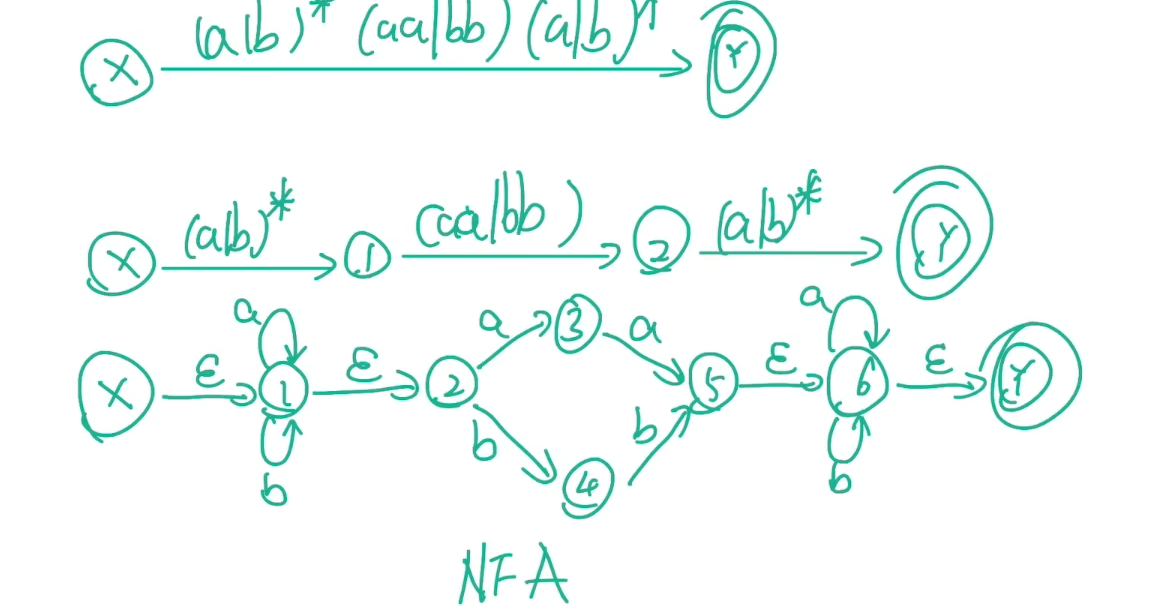 (a|b)* (aa|bb) (a|b)*
X Y
(a|b)* (aa|bb) (a|b)*
X 1 2 Y
a a a
ε ε 3 ε ε
X 1 2 5 6 Y
b b
b 4 b
NFA